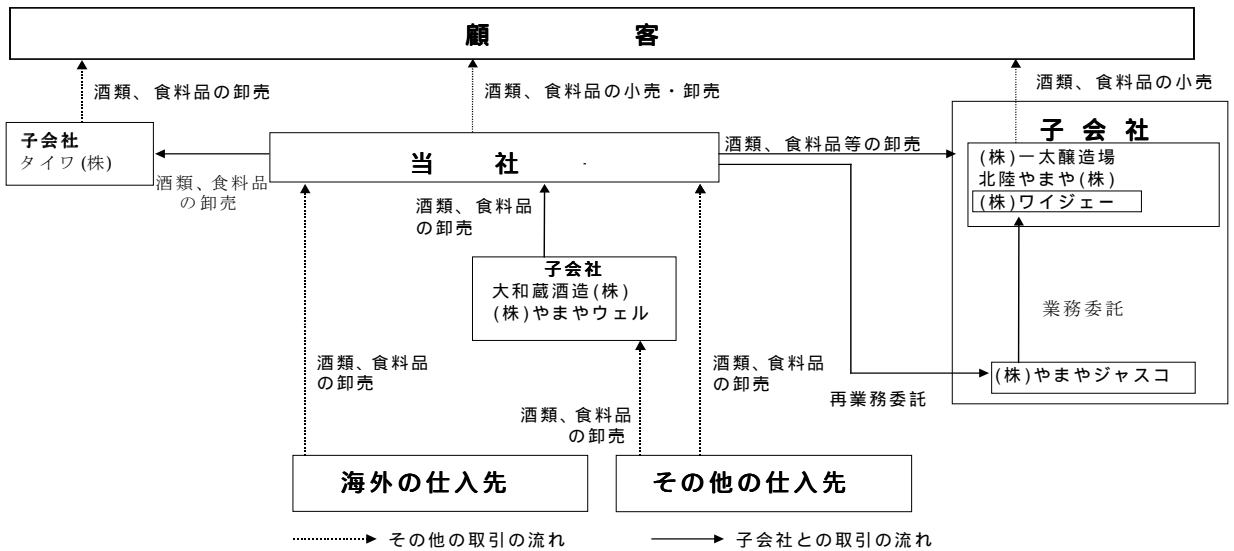 顧 客
酒類、食料品の卸売
酒類、食料品の小売・卸売
酒類、食料品の小売
子会社
タイワ(株)
当 社
酒類、食料品等の卸売
子 会 社
(株)一太醸造場
北陸やまや(株)
(株)ワイジェー
酒類、食料品
の卸売
酒類、食料品
の卸売
子会社
大和蔵酒造(株)
(株)やまやウェル
業務委託
酒類、食料品
の卸売
酒類、食料品
の卸売
(株)やまやジャスコ
再業務委託
酒類、食料品
の卸売
海外の仕入先
その他の仕入先
その他の取引の流れ
子会社との取引の流れ